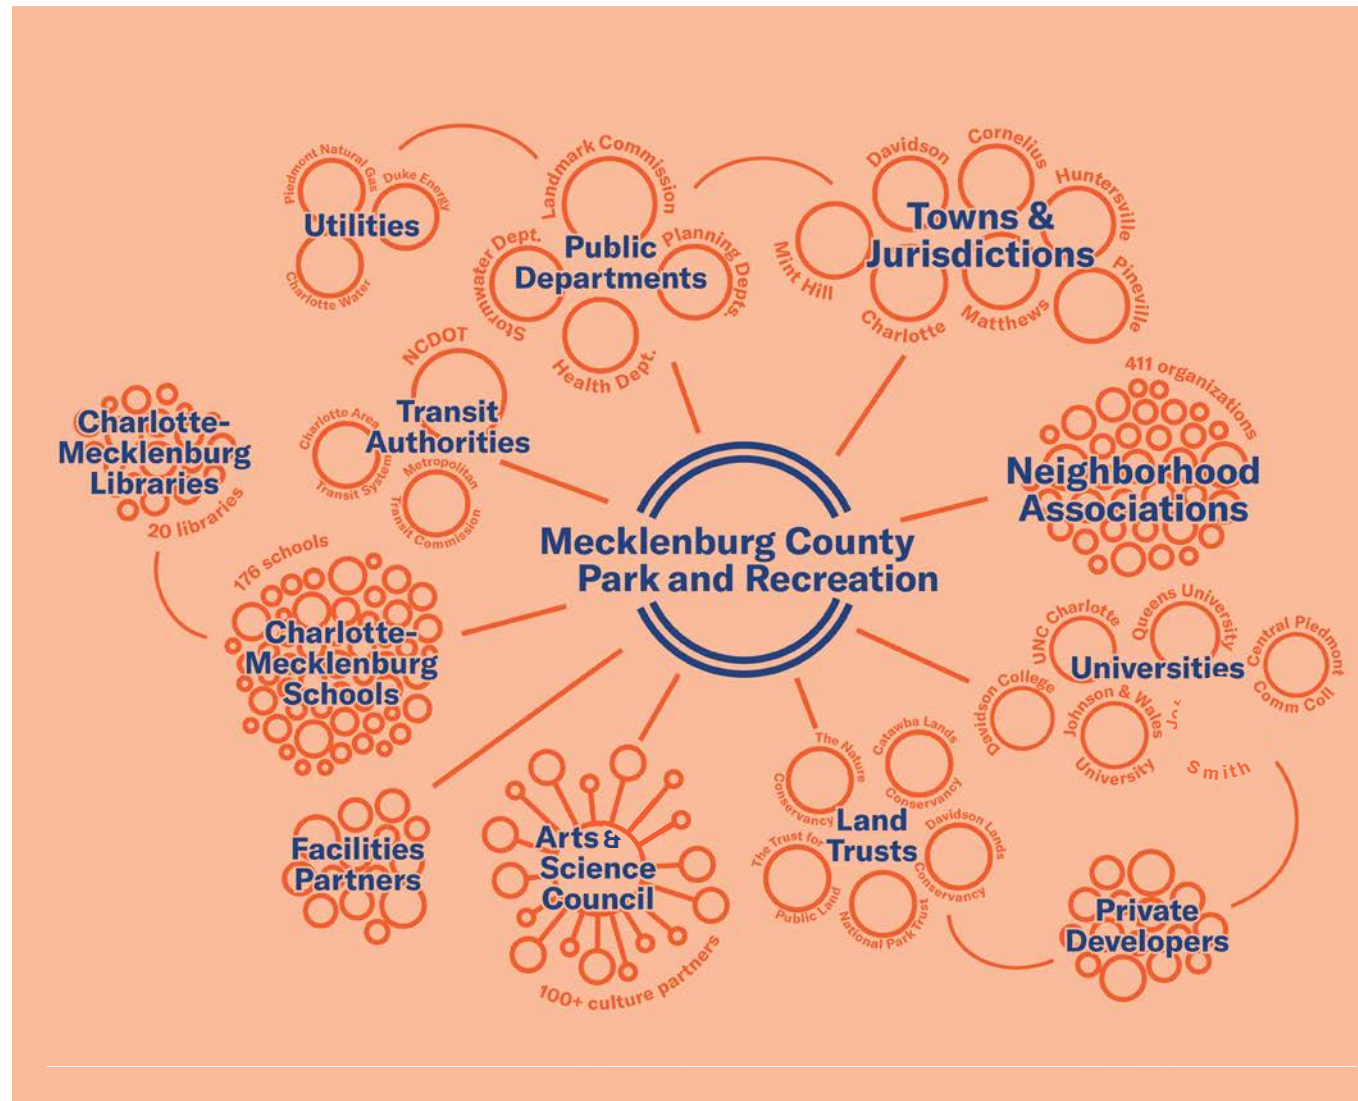 Piedmont Natural Gas
Duke Energy
Utilities
Charlotte Water
Landmark Commission
Stormwater Dept.
Planning Depts.
Public
Departments
Health Dept.
Davidson
Cornelius
Huntersville
Towns &
Jurisdictions
Mint Hill
Charlotte
Matthews
Pineville
NCDOT
Transit
Authorities
Charlotte Area
Transit System
Metropolitan
Transit Commission
Charlotte-
Mecklenburg
Libraries
20 libraries
411 organizations
Neighborhood
Associations
Mecklenburg County
Park and Recreation
176 schools
Charlotte-
Mecklenburg
Schools
UNC Charlotte
Queens University
Central Piedmont
Comm Coll
Universities
Davidson College
Johnson & Wales
University
Smith
Facilities
Partners
Arts &
Science
Council
100+ culture partners
The Nature
Conservancy
Catawba Lands
Conservancy
Land
Trusts
The Trust for
Public Land
Davidson Lands
Conservancy
National Park Trust
Private
Developers